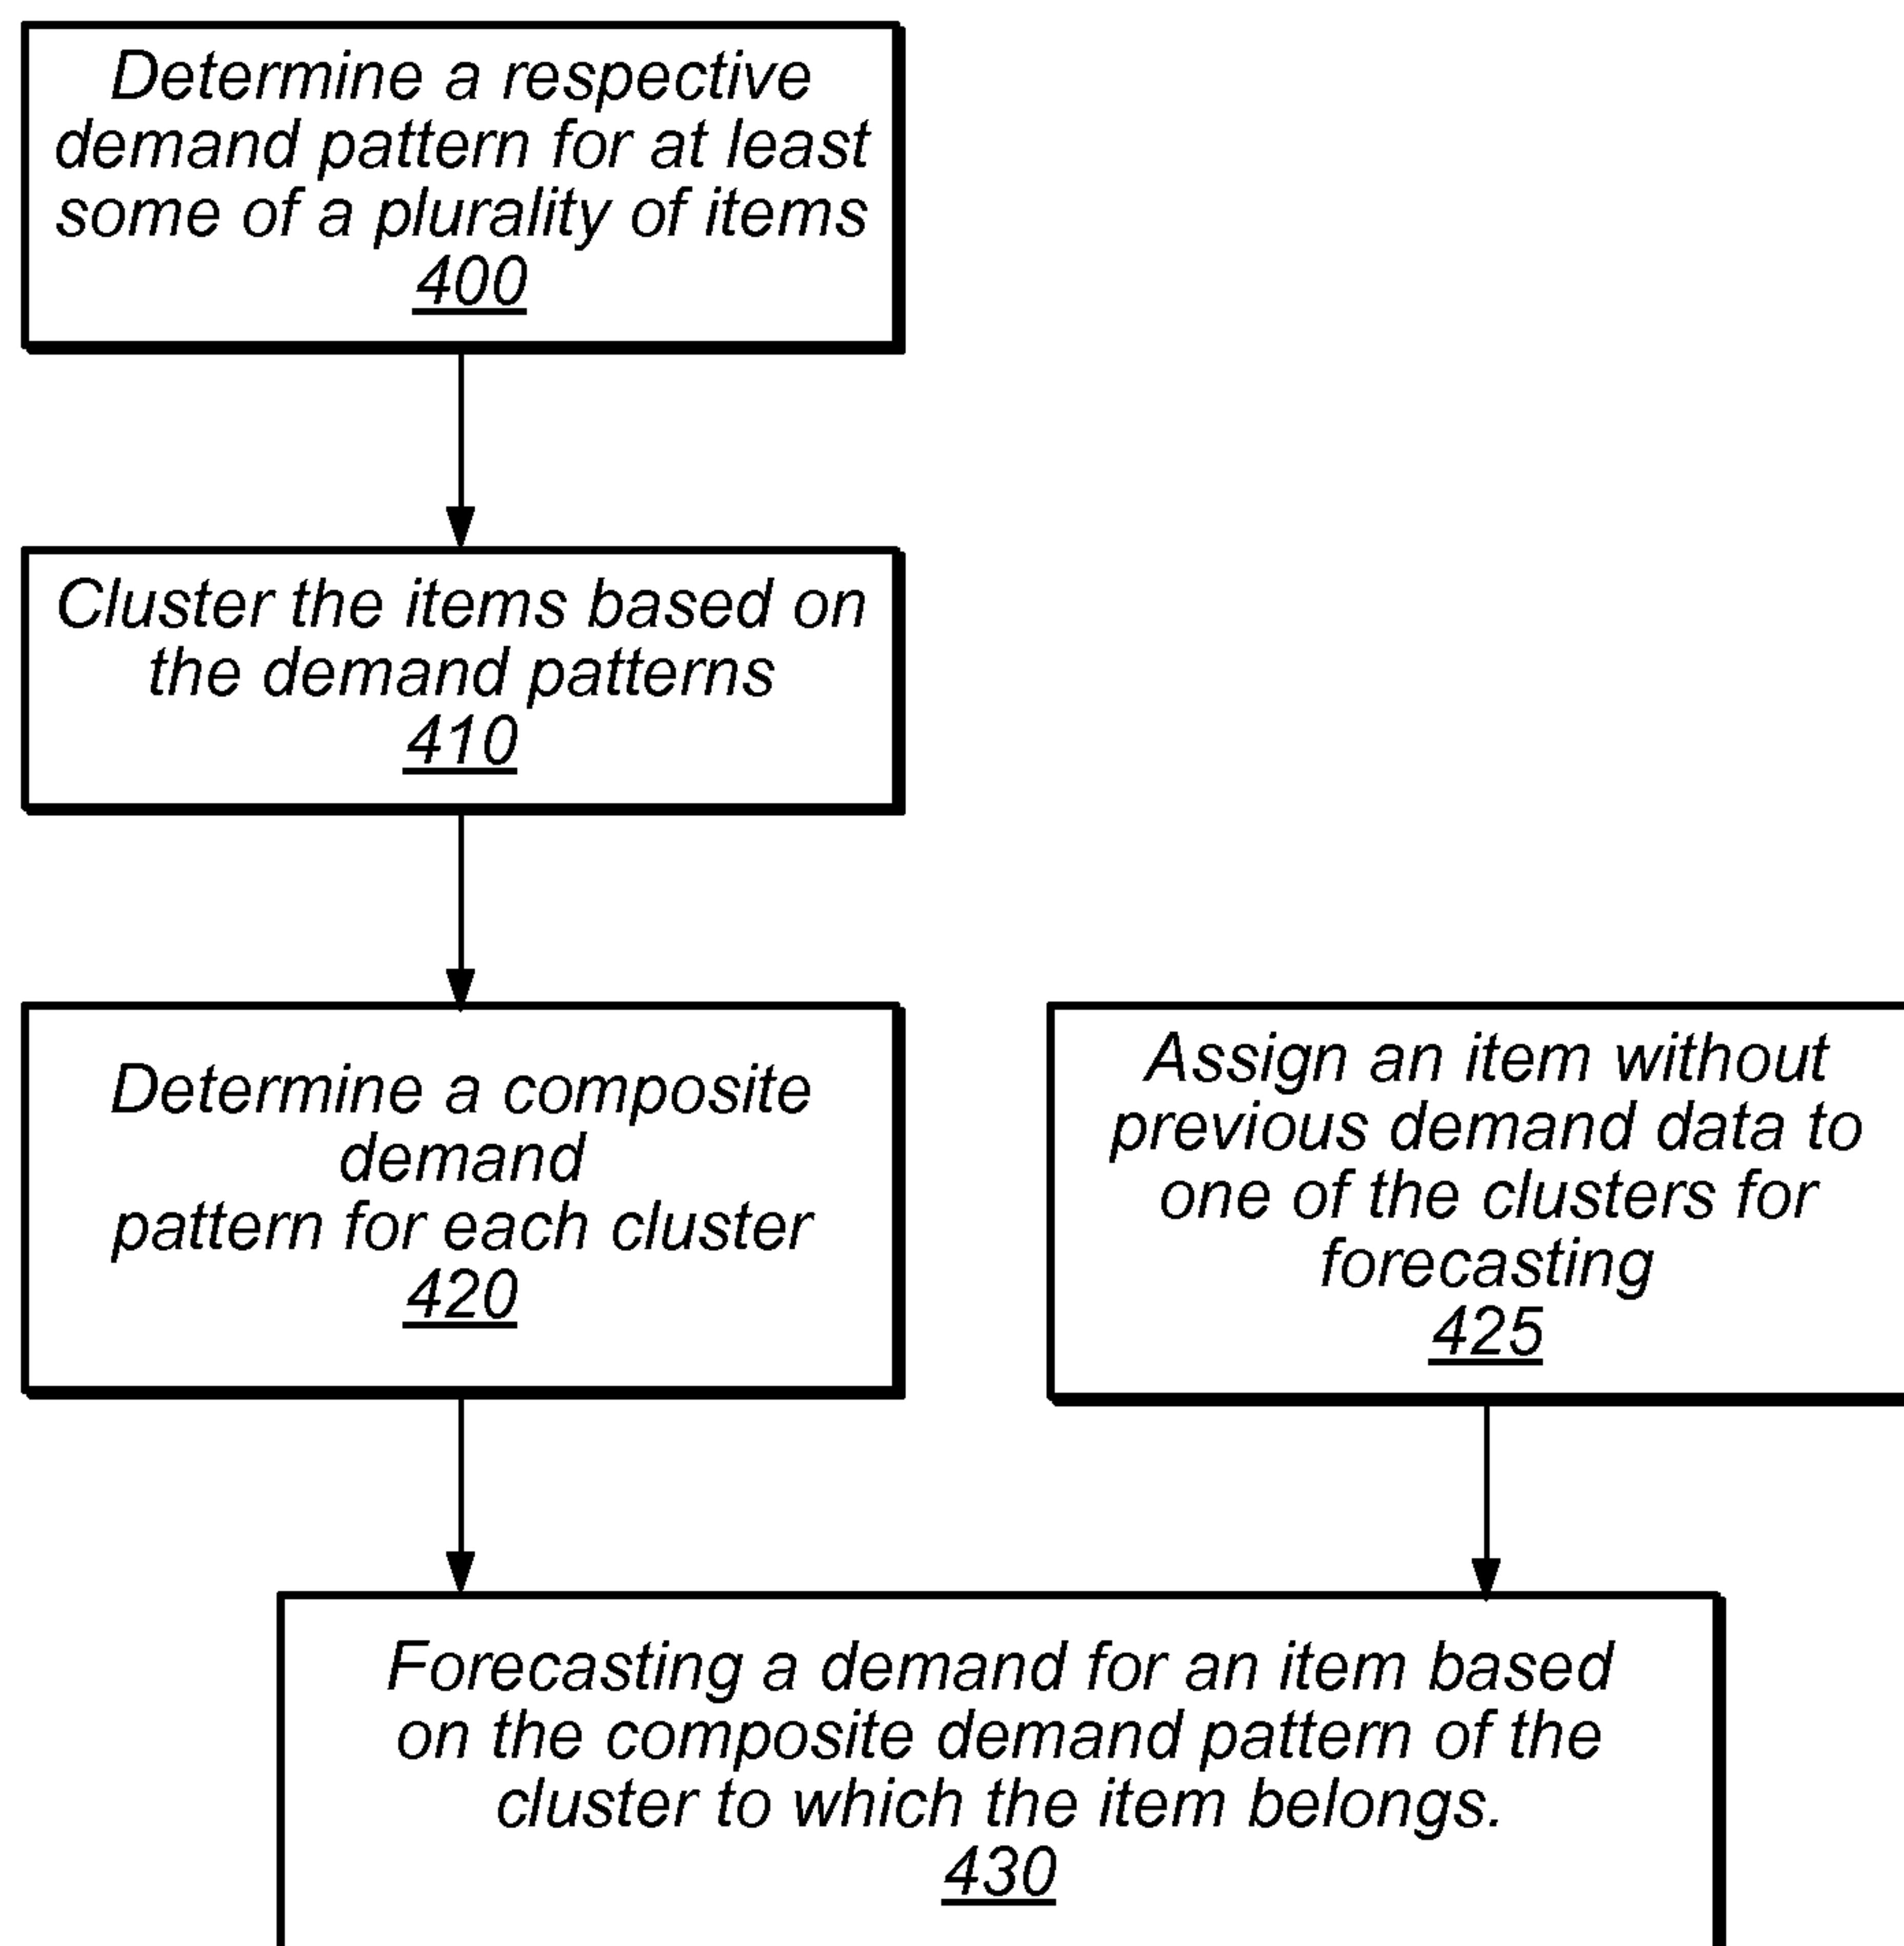 Determine a respective
demand pattern for at least
some of a plurality of items
400
Cluster the items based on
the demand patterns
410
Determine a composite
demand
pattern for each cluster
420
Assign an item without
previous demand data to
one of the clusters for
forecasting
425
Forecasting a demand for an item based
on the composite demand pattern of the
cluster to which the item belongs.
430